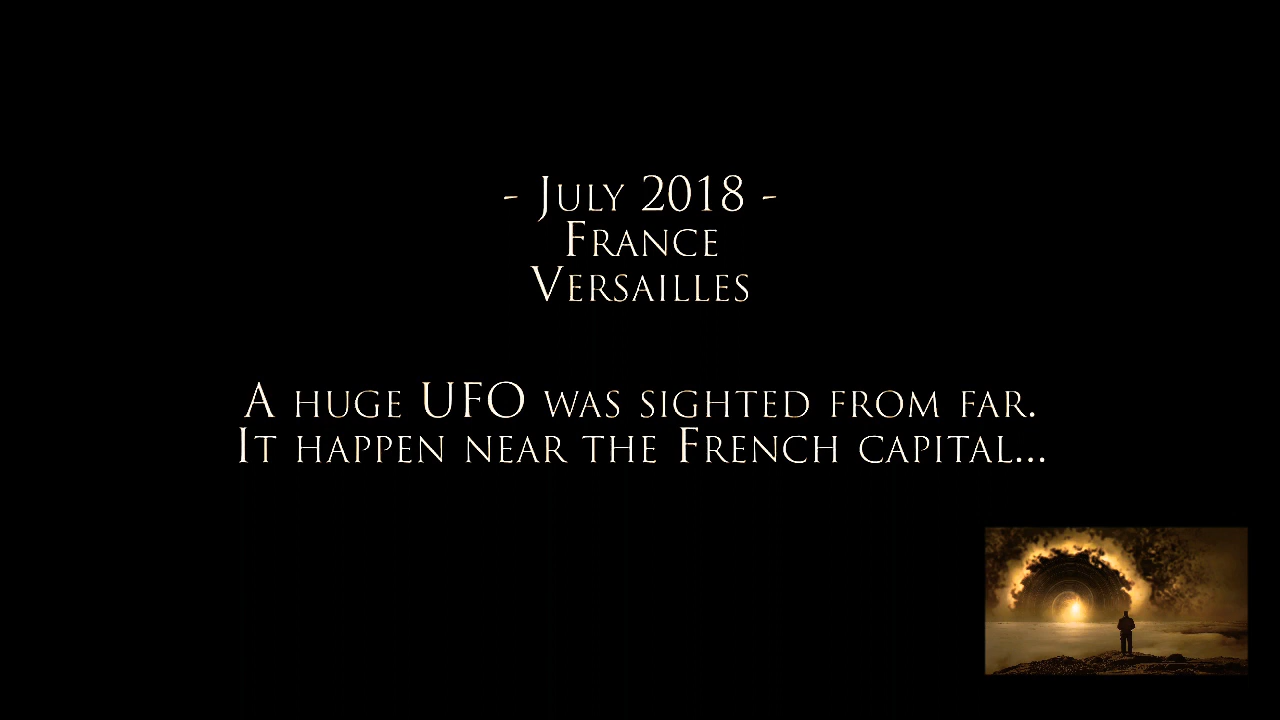 - July 2018 -
France
Versailles
A huge UFO was sighted from far.
It happen near the French capital...